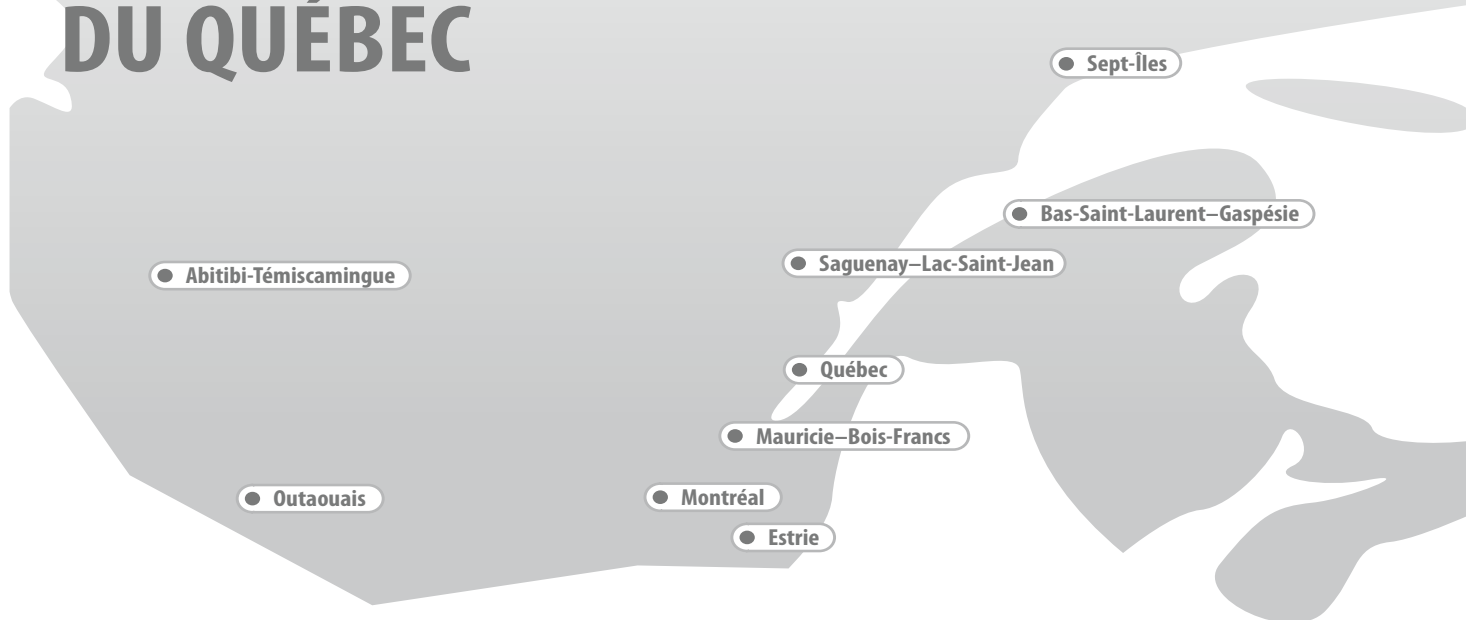 DU QUÉBEC
Sept-Îles
Bas-Saint-Laurent–Gaspésie
Saguenay–Lac-Saint-Jean
Abitibi-Témiscamingue
Québec
Mauricie–Bois-Francs
Outaouais
Montréal
Estrie